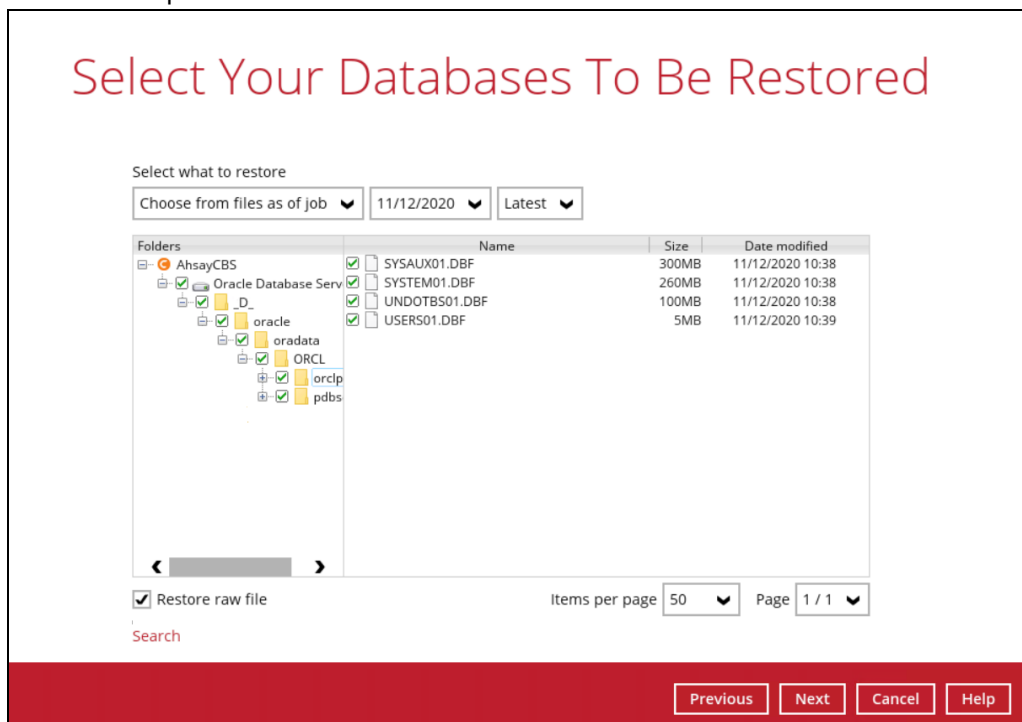 Select Your Databases To Be Restored
Select what to restore
Choose from files as of job 11/12/2020 Latest
Folders Name Size Date modified
AhsayCBS SYSAUX01.DBF 300MB 11/12/2020 10:38
Oracle Database Serv SYSTEM01.DBF 260MB 11/12/2020 10:38
_D_ UNDOTBS01.DBF 100MB 11/12/2020 10:38
oracle USERS01.DBF 5MB 11/12/2020 10:39
oradata
ORCL
orclp
pdbs
Restore raw file Items per page 50 Page 1 / 1
Search
Previous Next Cancel Help